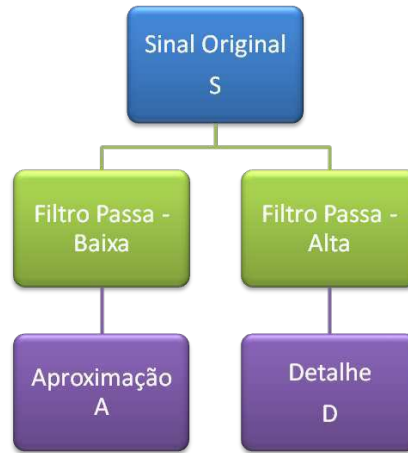 Sinal Original
S
Filtro Passa -
Baixa
Filtro Passa -
Alta
Aproximação
A
Detalhe
D